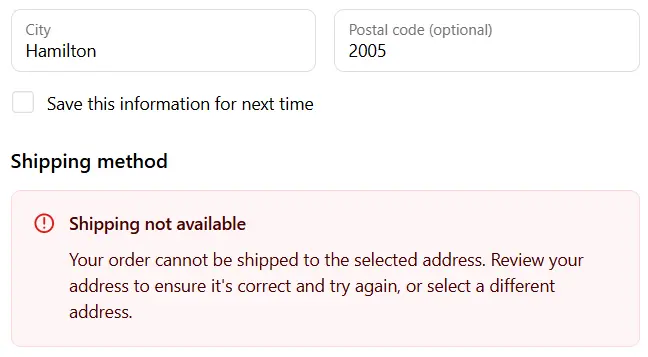 City
Hamilton
Postal code (optional)
2005
Save this information for next time
Shipping method
Shipping not available
Your order cannot be shipped to the selected address. Review your
address to ensure it's correct and try again, or select a different
address.